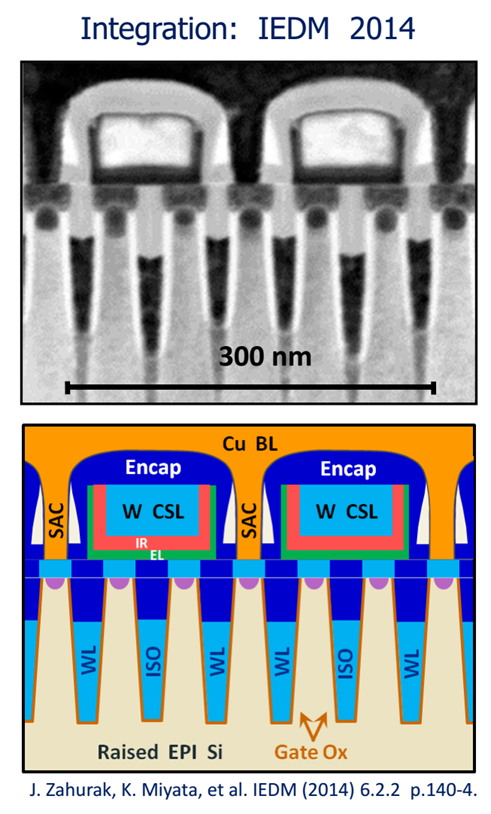 Integration: IEDM 2014
300 nm
Cu BL
Encap Encap
SAC W CSL SAC W CSL
IR
EL
WL ISO WL WL ISO WL
Raised EPI Si Gate Ox
J. Zahurak, K. Miyata, et al. IEDM (2014) 6.2.2 p.140-4.